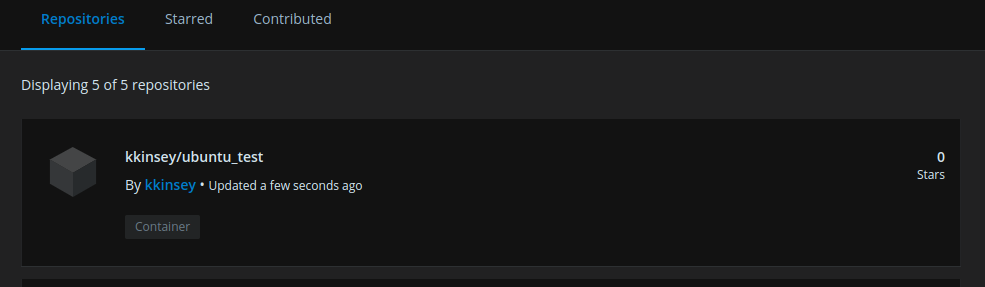 Repositories Starred Contributed
Displaying 5 of 5 repositories
kkinsey/ubuntu_test
0
By kkinsey • Updated a few seconds ago
Stars
Container